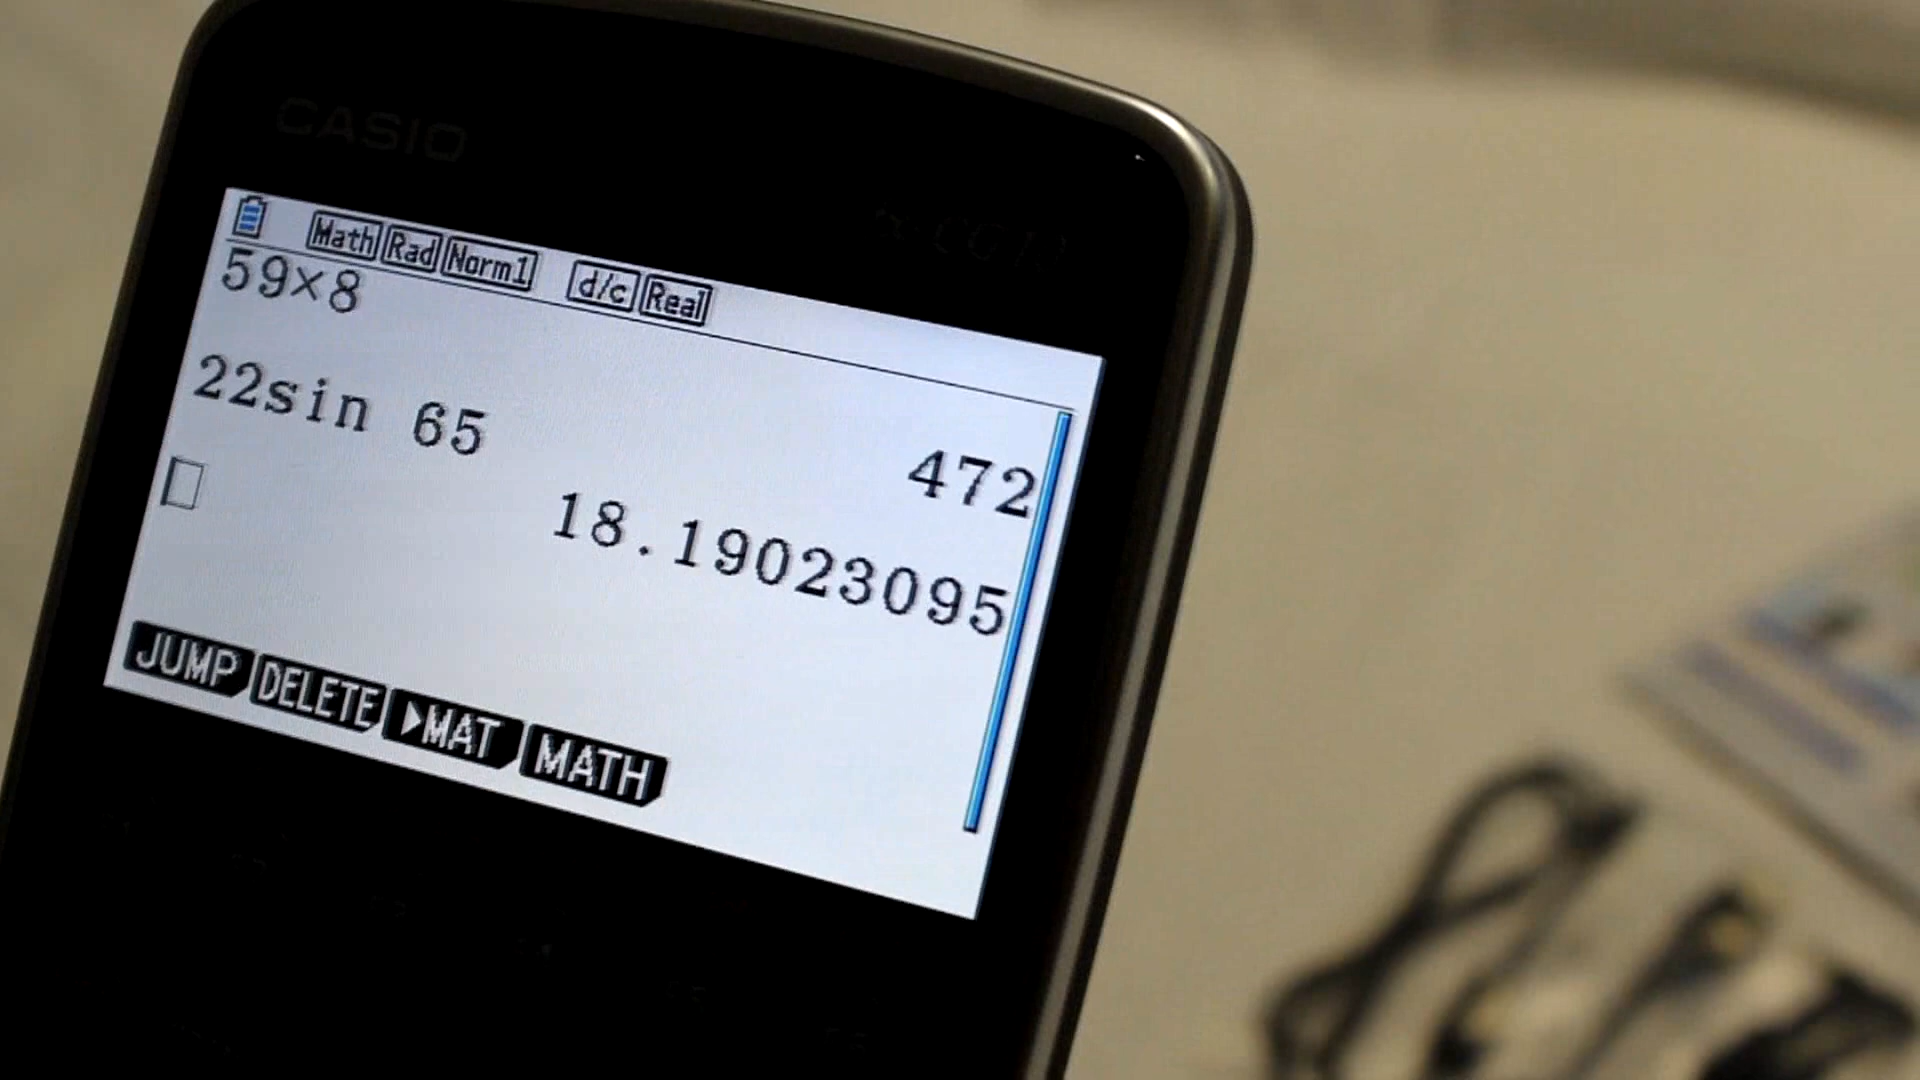 CASIO
Math Rad Norm1 d/c Real
59×8
472
22sin 65
18.19023095
JUMP DELETE ▶MAT MATH